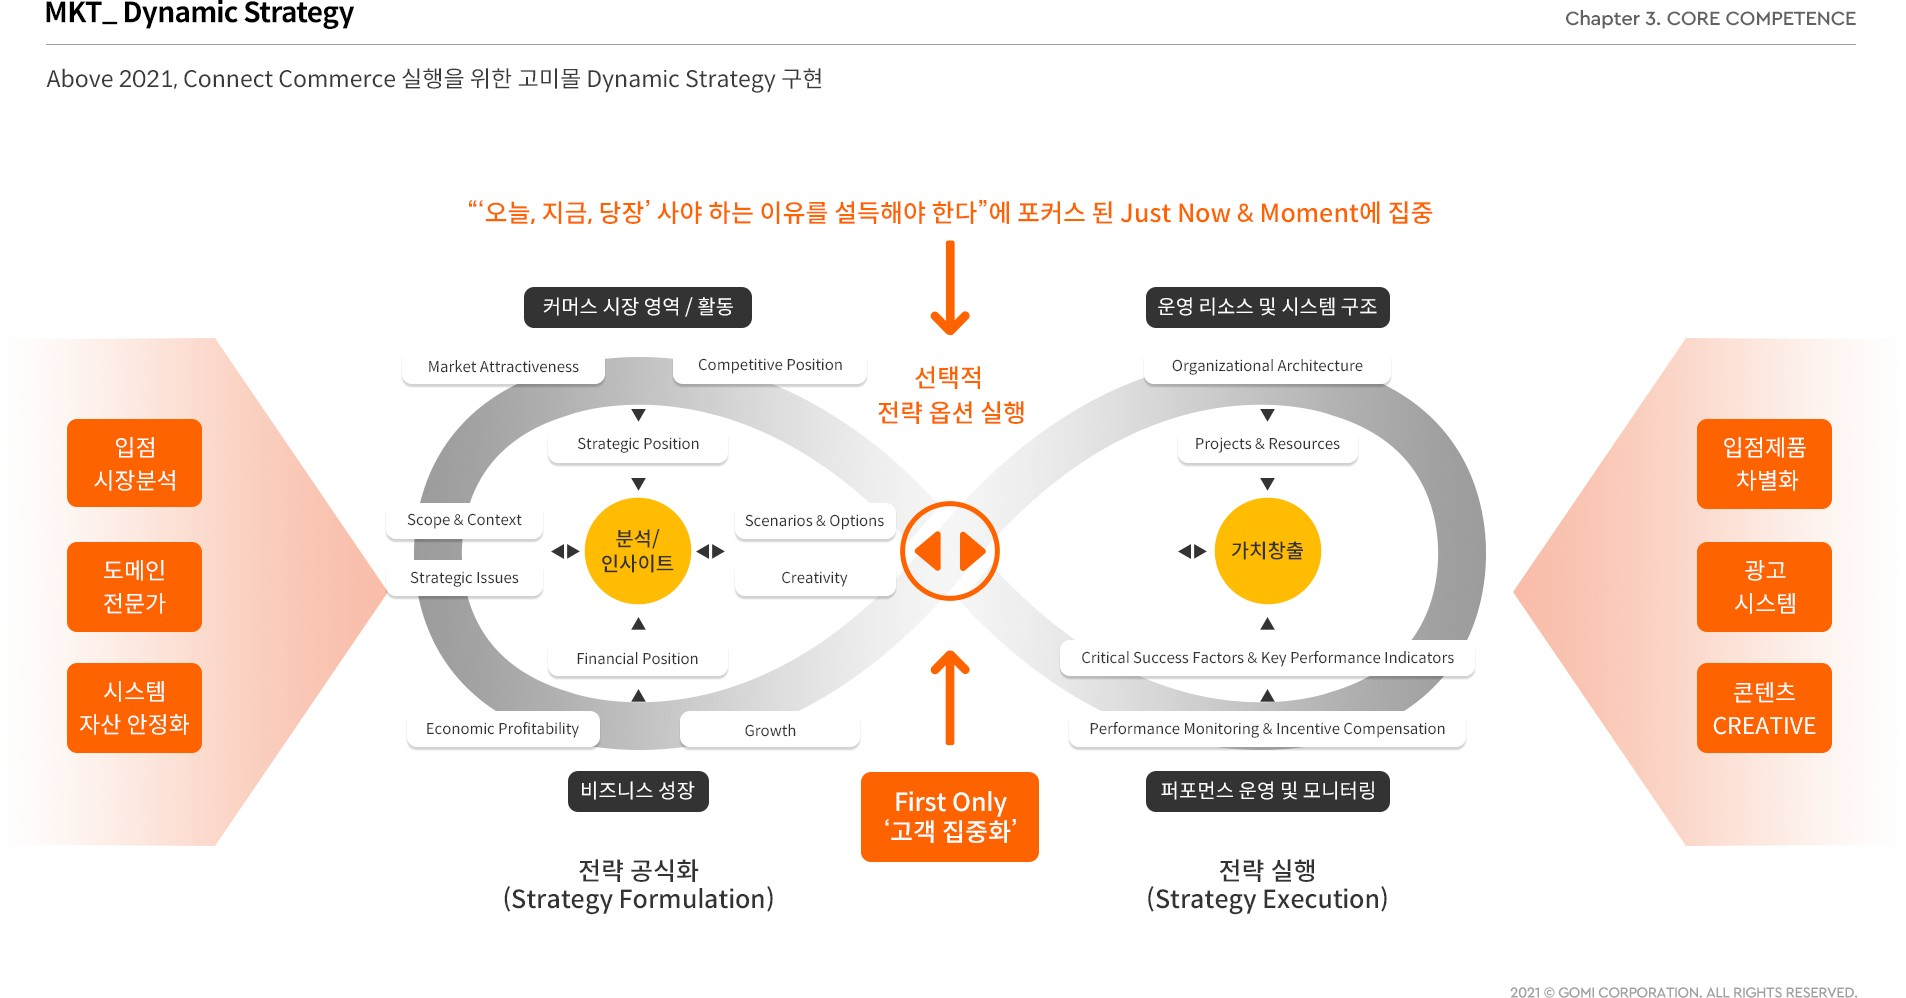 MKT_ Dynamic Strategy
Chapter 3. CORE COMPETENCE
Above 2021, Connect Commerce 실행을 위한 고미몰 Dynamic Strategy 구현
“‘오늘, 지금, 당장’ 사야 하는 이유를 설득해야 한다”에 포커스 된 Just Now & Moment에 집중
입점
시장분석
도메인
전문가
시스템
자산 안정화
커머스 시장 영역 / 활동
Market Attractiveness
Competitive Position
Strategic Position
Scope & Context
분석/
인사이트
Scenarios & Options
Strategic Issues
Creativity
Financial Position
Economic Profitability
Growth
비즈니스 성장
전략 공식화
(Strategy Formulation)
선택적
전략 옵션 실행
First Only
‘고객 집중화’
운영 리소스 및 시스템 구조
Organizational Architecture
Projects & Resources
가치창출
Critical Success Factors & Key Performance Indicators
Performance Monitoring & Incentive Compensation
퍼포먼스 운영 및 모니터링
전략 실행
(Strategy Execution)
입점제품
차별화
광고
시스템
콘텐츠
CREATIVE
2021 © GOMI CORPORATION. ALL RIGHTS RESERVED.